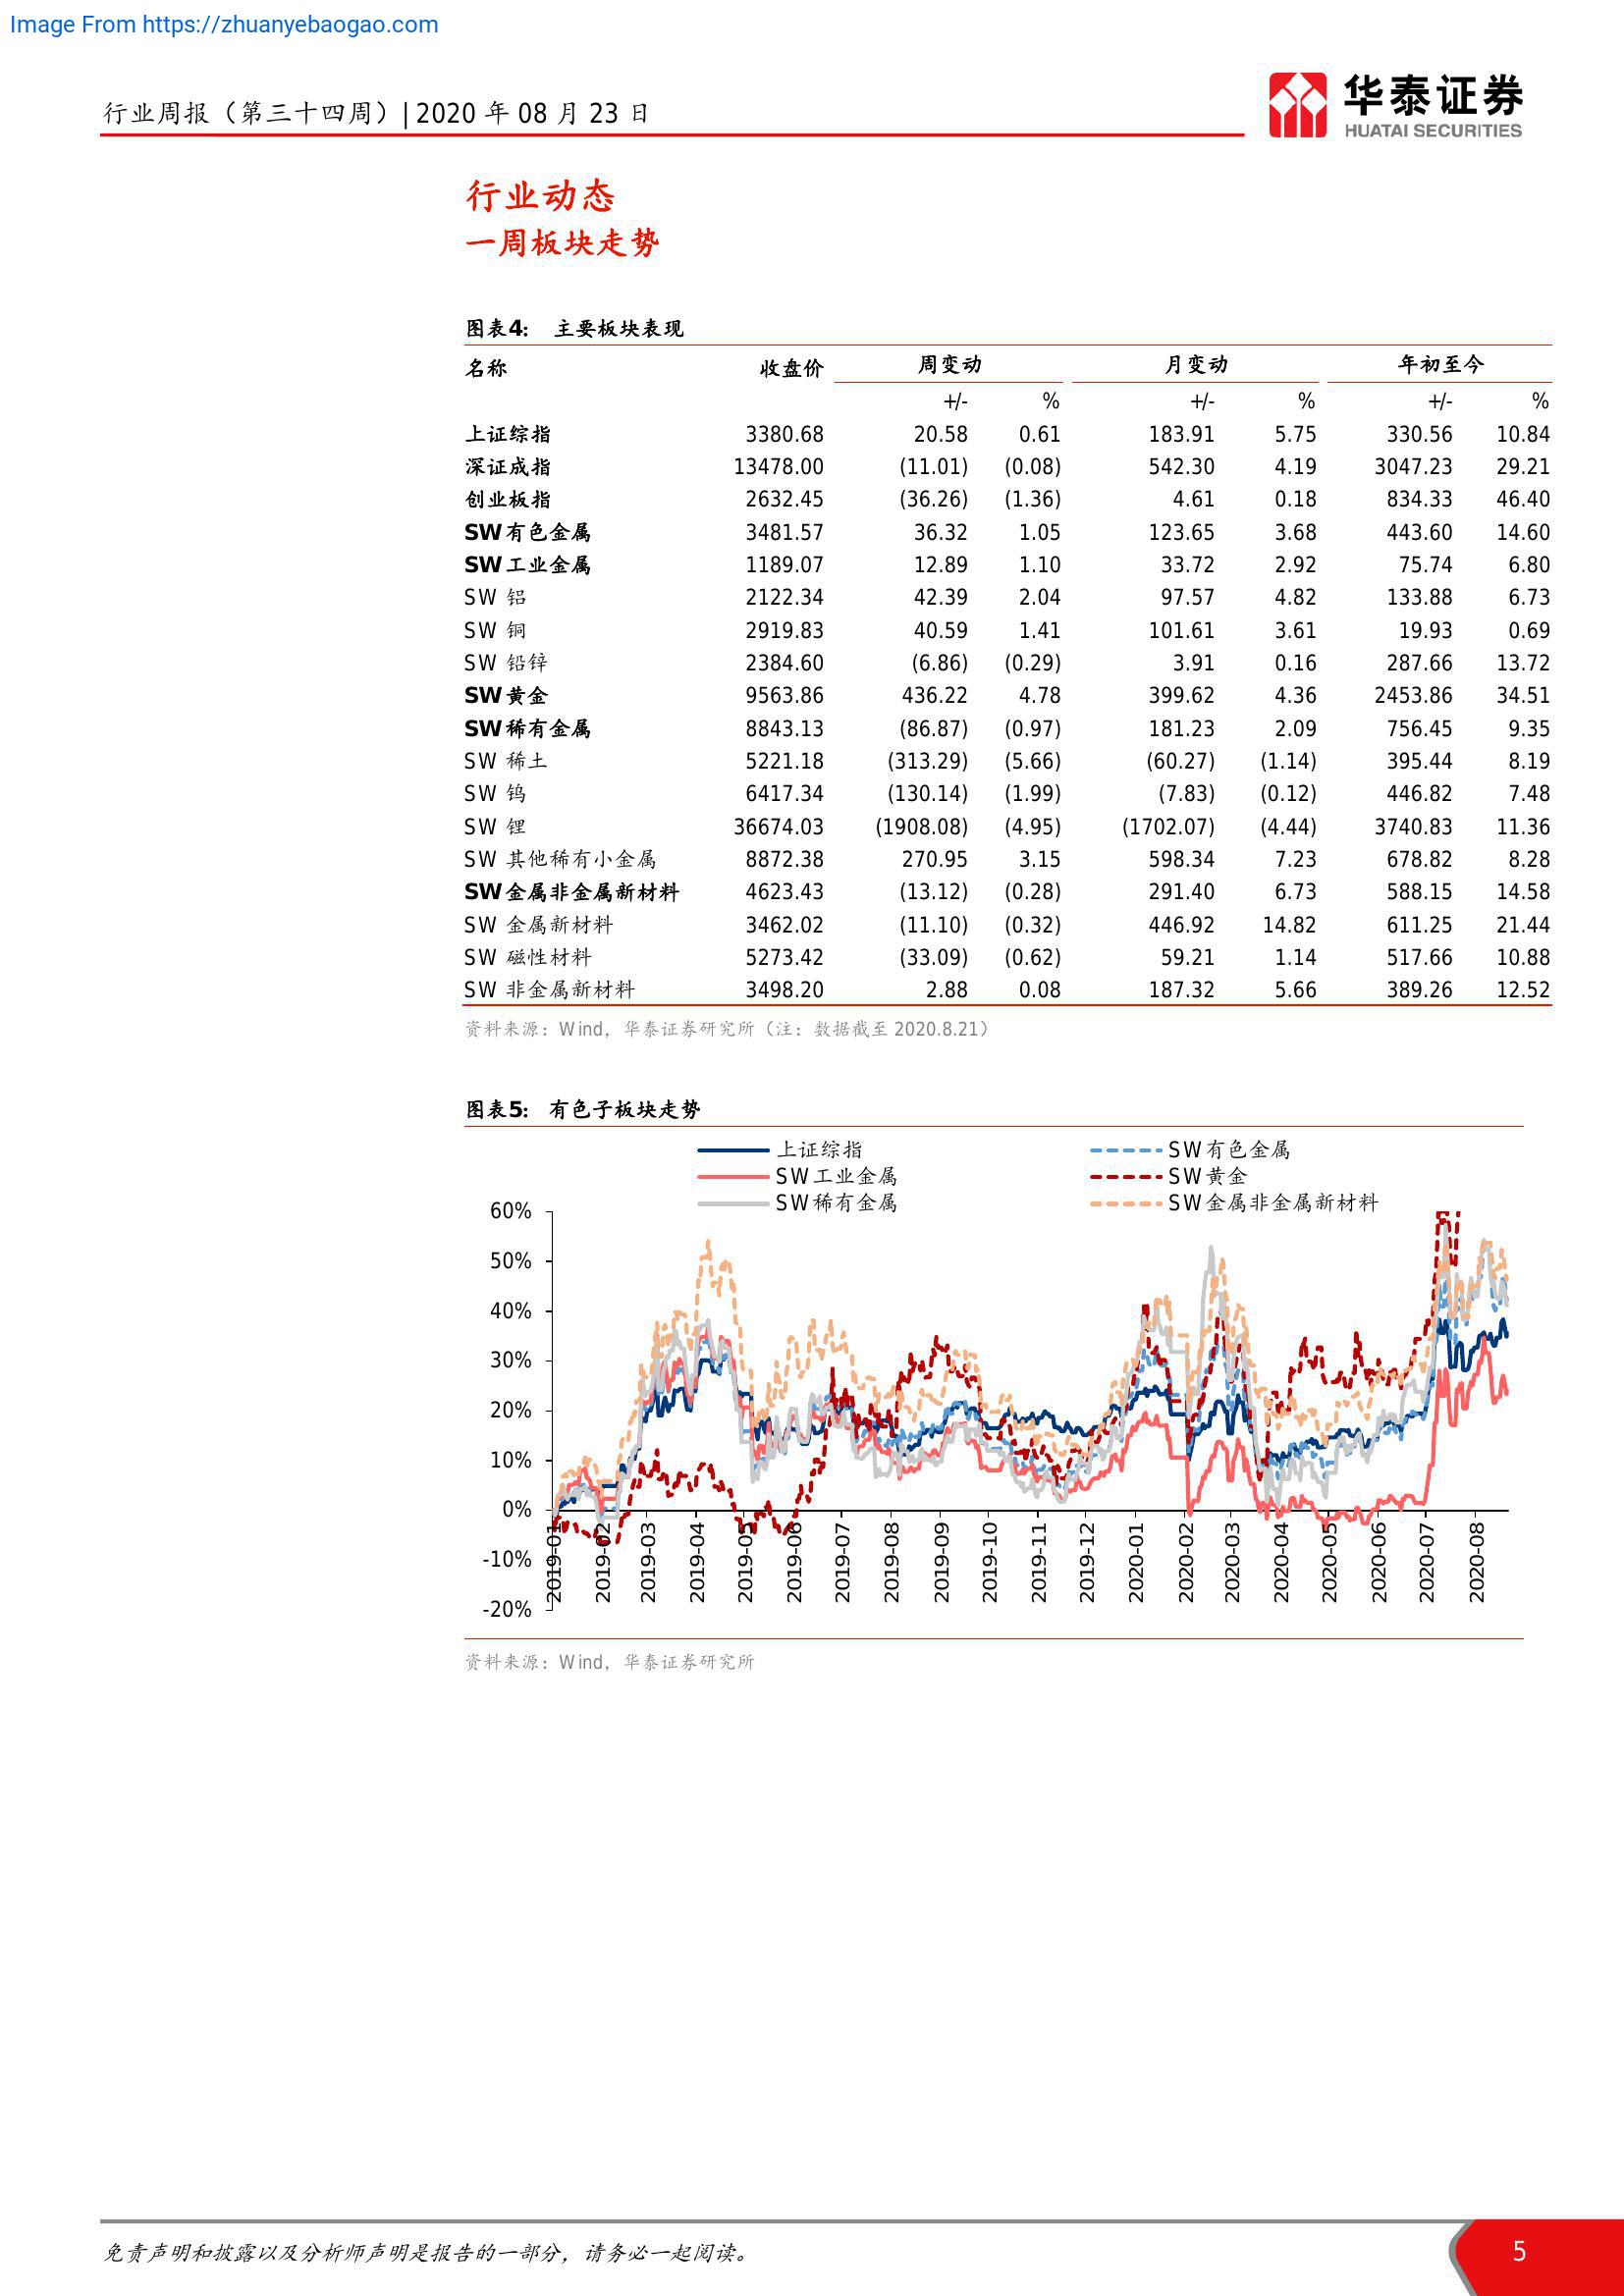 Image From https://zhuanyebaogao.com
行业周报（第三十四周）| 2020 年 08 月 23 日
华泰证券
HUATAI SECURITIES
行业动态
一周板块走势
图表4： 主要板块表现
名称 收盘价 周变动 月变动 年初至今
+/- % +/- % +/- %
上证综指 3380.68 20.58 0.61 183.91 5.75 330.56 10.84
深证成指 13478.00 (11.01) (0.08) 542.30 4.19 3047.23 29.21
创业板指 2632.45 (36.26) (1.36) 4.61 0.18 834.33 46.40
SW有色金属 3481.57 36.32 1.05 123.65 3.68 443.60 14.60
SW工业金属 1189.07 12.89 1.10 33.72 2.92 75.74 6.80
SW 铝 2122.34 42.39 2.04 97.57 4.82 133.88 6.73
SW 铜 2919.83 40.59 1.41 101.61 3.61 19.93 0.69
SW 铅锌 2384.60 (6.86) (0.29) 3.91 0.16 287.66 13.72
SW黄金 9563.86 436.22 4.78 399.62 4.36 2453.86 34.51
SW稀有金属 8843.13 (86.87) (0.97) 181.23 2.09 756.45 9.35
SW 稀土 5221.18 (313.29) (5.66) (60.27) (1.14) 395.44 8.19
SW 钨 6417.34 (130.14) (1.99) (7.83) (0.12) 446.82 7.48
SW 锂 36674.03 (1908.08) (4.95) (1702.07) (4.44) 3740.83 11.36
SW 其他稀有小金属 8872.38 270.95 3.15 598.34 7.23 678.82 8.28
SW金属非金属新材料 4623.43 (13.12) (0.28) 291.40 6.73 588.15 14.58
SW 金属新材料 3462.02 (11.10) (0.32) 446.92 14.82 611.25 21.44
SW 磁性材料 5273.42 (33.09) (0.62) 59.21 1.14 517.66 10.88
SW 非金属新材料 3498.20 2.88 0.08 187.32 5.66 389.26 12.52
资料来源：Wind，华泰证券研究所（注：数据截至 2020.8.21）
图表5： 有色子板块走势
上证综指 SW有色金属
SW工业金属 SW黄金
SW稀有金属 SW金属非金属新材料
60%
50%
40%
30%
20%
10%
0%
-10%
-20%
2019-01 2019-02 2019-03 2019-04 2019-05 2019-06 2019-07 2019-08 2019-09 2019-10 2019-11 2019-12 2020-01 2020-02 2020-03 2020-04 2020-05 2020-06 2020-07 2020-08
资料来源：Wind，华泰证券研究所
免责声明和披露以及分析师声明是报告的一部分，请务必一起阅读。
5